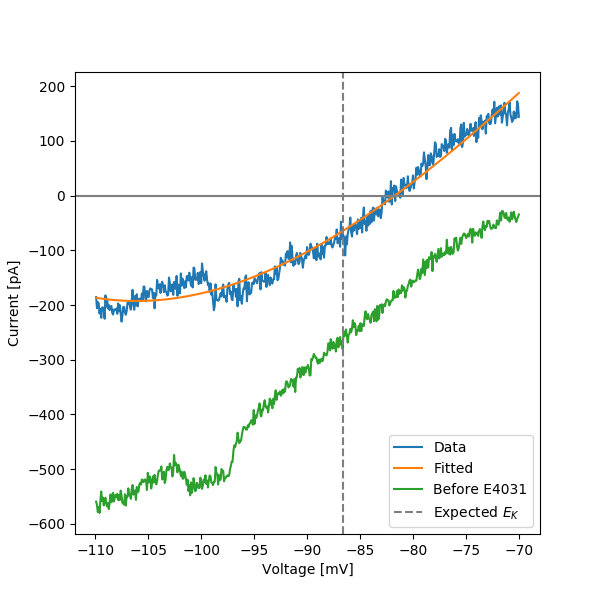 200
100
0
−100
−200
−300
−400
−500
−600
Current [pA]
Data
Fitted
Before E4031
Expected E_K
−110 −105 −100 −95 −90 −85 −80 −75 −70
Voltage [mV]